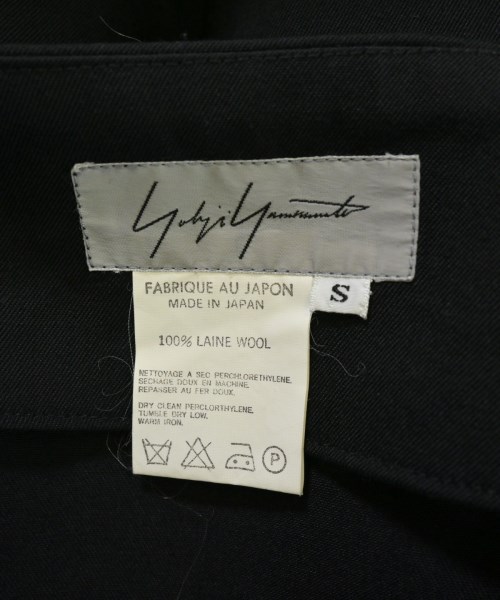 Yohji Yamamoto
S
FABRIQUE AU JAPON
MADE IN JAPAN
100% LAINE WOOL
NETTOYAGE A SEC PERCHLORETHYLENE.
SECHAGE DOUX EN MACHINE.
REPASSER AU FER DOUX.
DRY CLEAN PERCLORTHYLENE.
TUMBLE DRY LOW.
WARM IRON.
P